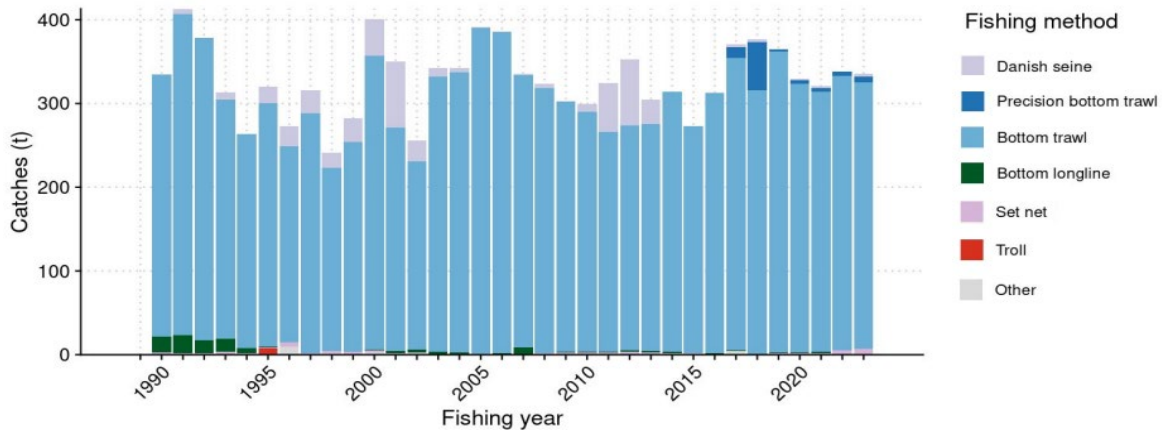 Catches (t)
400
300
200
100
0
1990
1995
2000
2005
2010
2015
2020
Fishing year
Fishing method
Danish seine
Precision bottom trawl
Bottom trawl
Bottom longline
Set net
Troll
Other